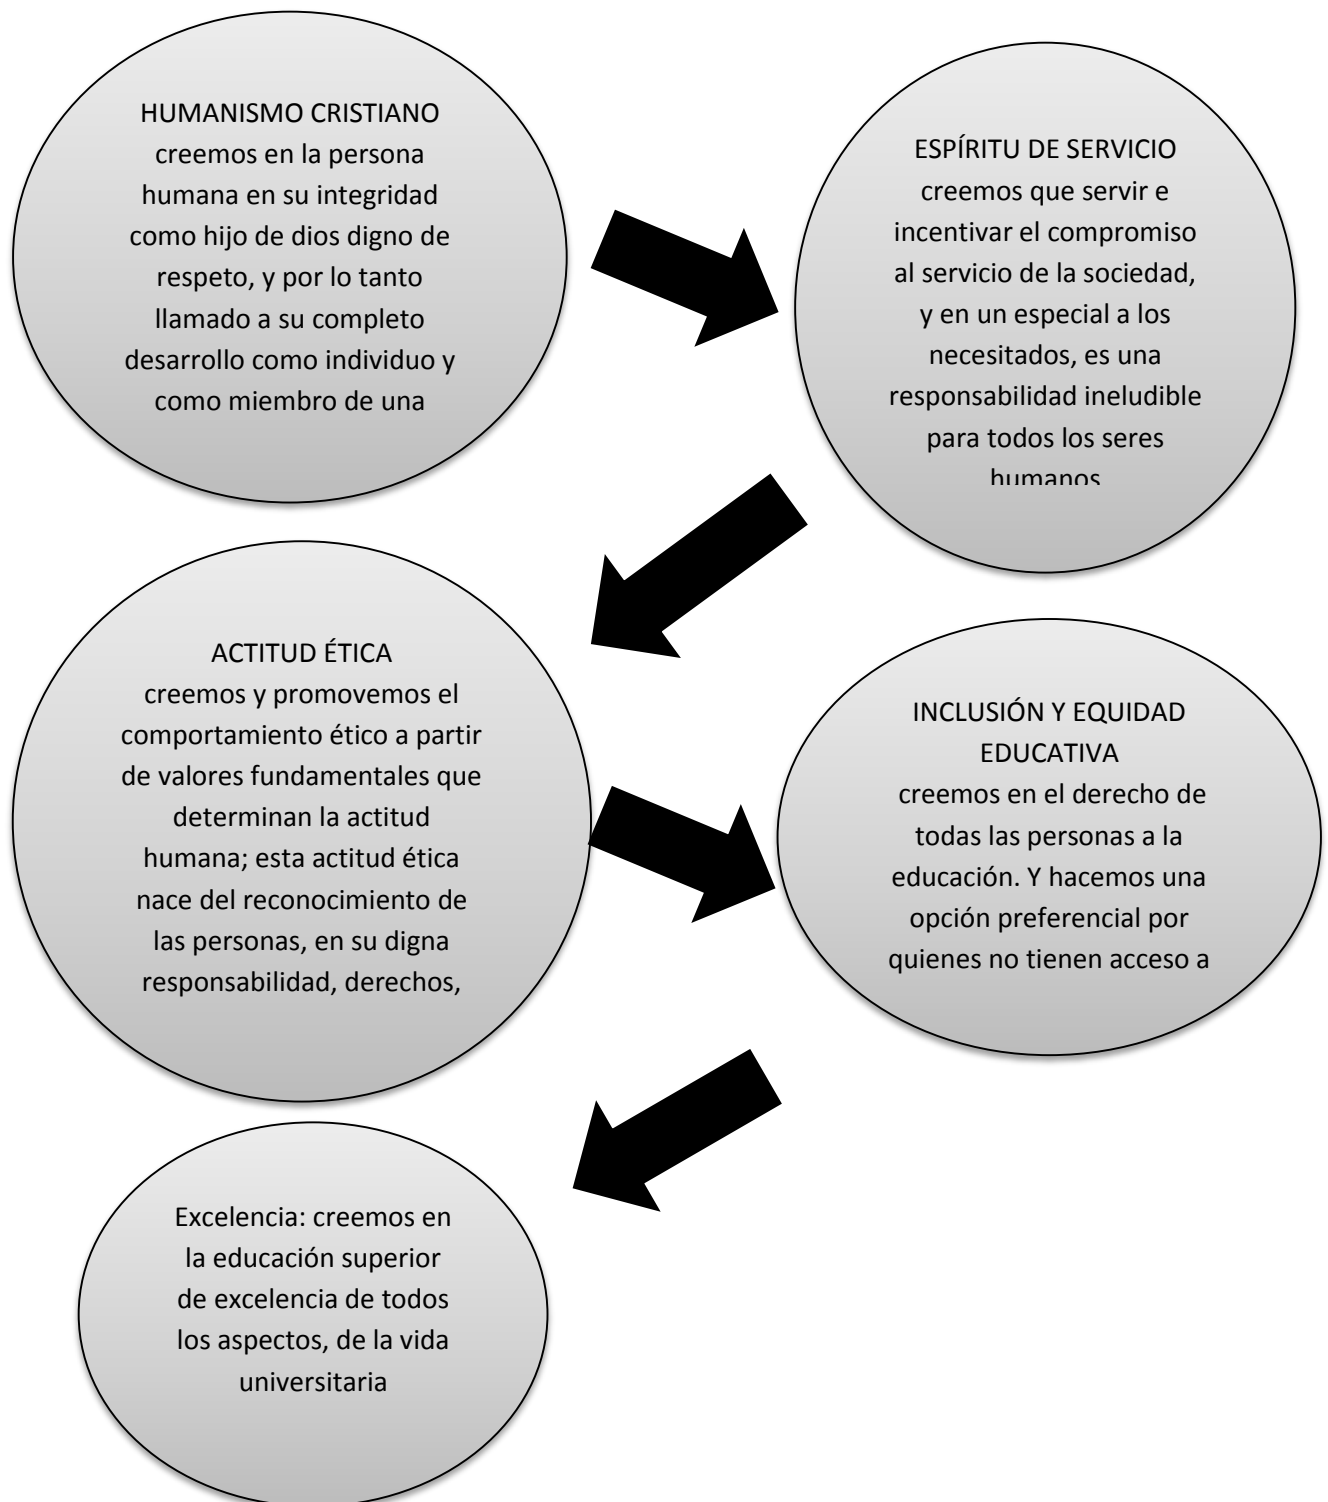 HUMANISMO CRISTIANO
creemos en la persona
humana en su integridad
como hijo de dios digno de
respeto, y por lo tanto
llamado a su completo
desarrollo como individuo y
como miembro de una
ESPÍRITU DE SERVICIO
creemos que servir e
incentivar el compromiso
al servicio de la sociedad,
y en un especial a los
necesitados, es una
responsabilidad ineludible
para todos los seres
humanos
ACTITUD ÉTICA
creemos y promovemos el
comportamiento ético a partir
de valores fundamentales que
determinan la actitud
humana; esta actitud ética
nace del reconocimiento de
las personas, en su digna
responsabilidad, derechos,
INCLUSIÓN Y EQUIDAD
EDUCATIVA
creemos en el derecho de
todas las personas a la
educación. Y hacemos una
opción preferencial por
quienes no tienen acceso a
Excelencia: creemos en
la educación superior
de excelencia de todos
los aspectos, de la vida
universitaria